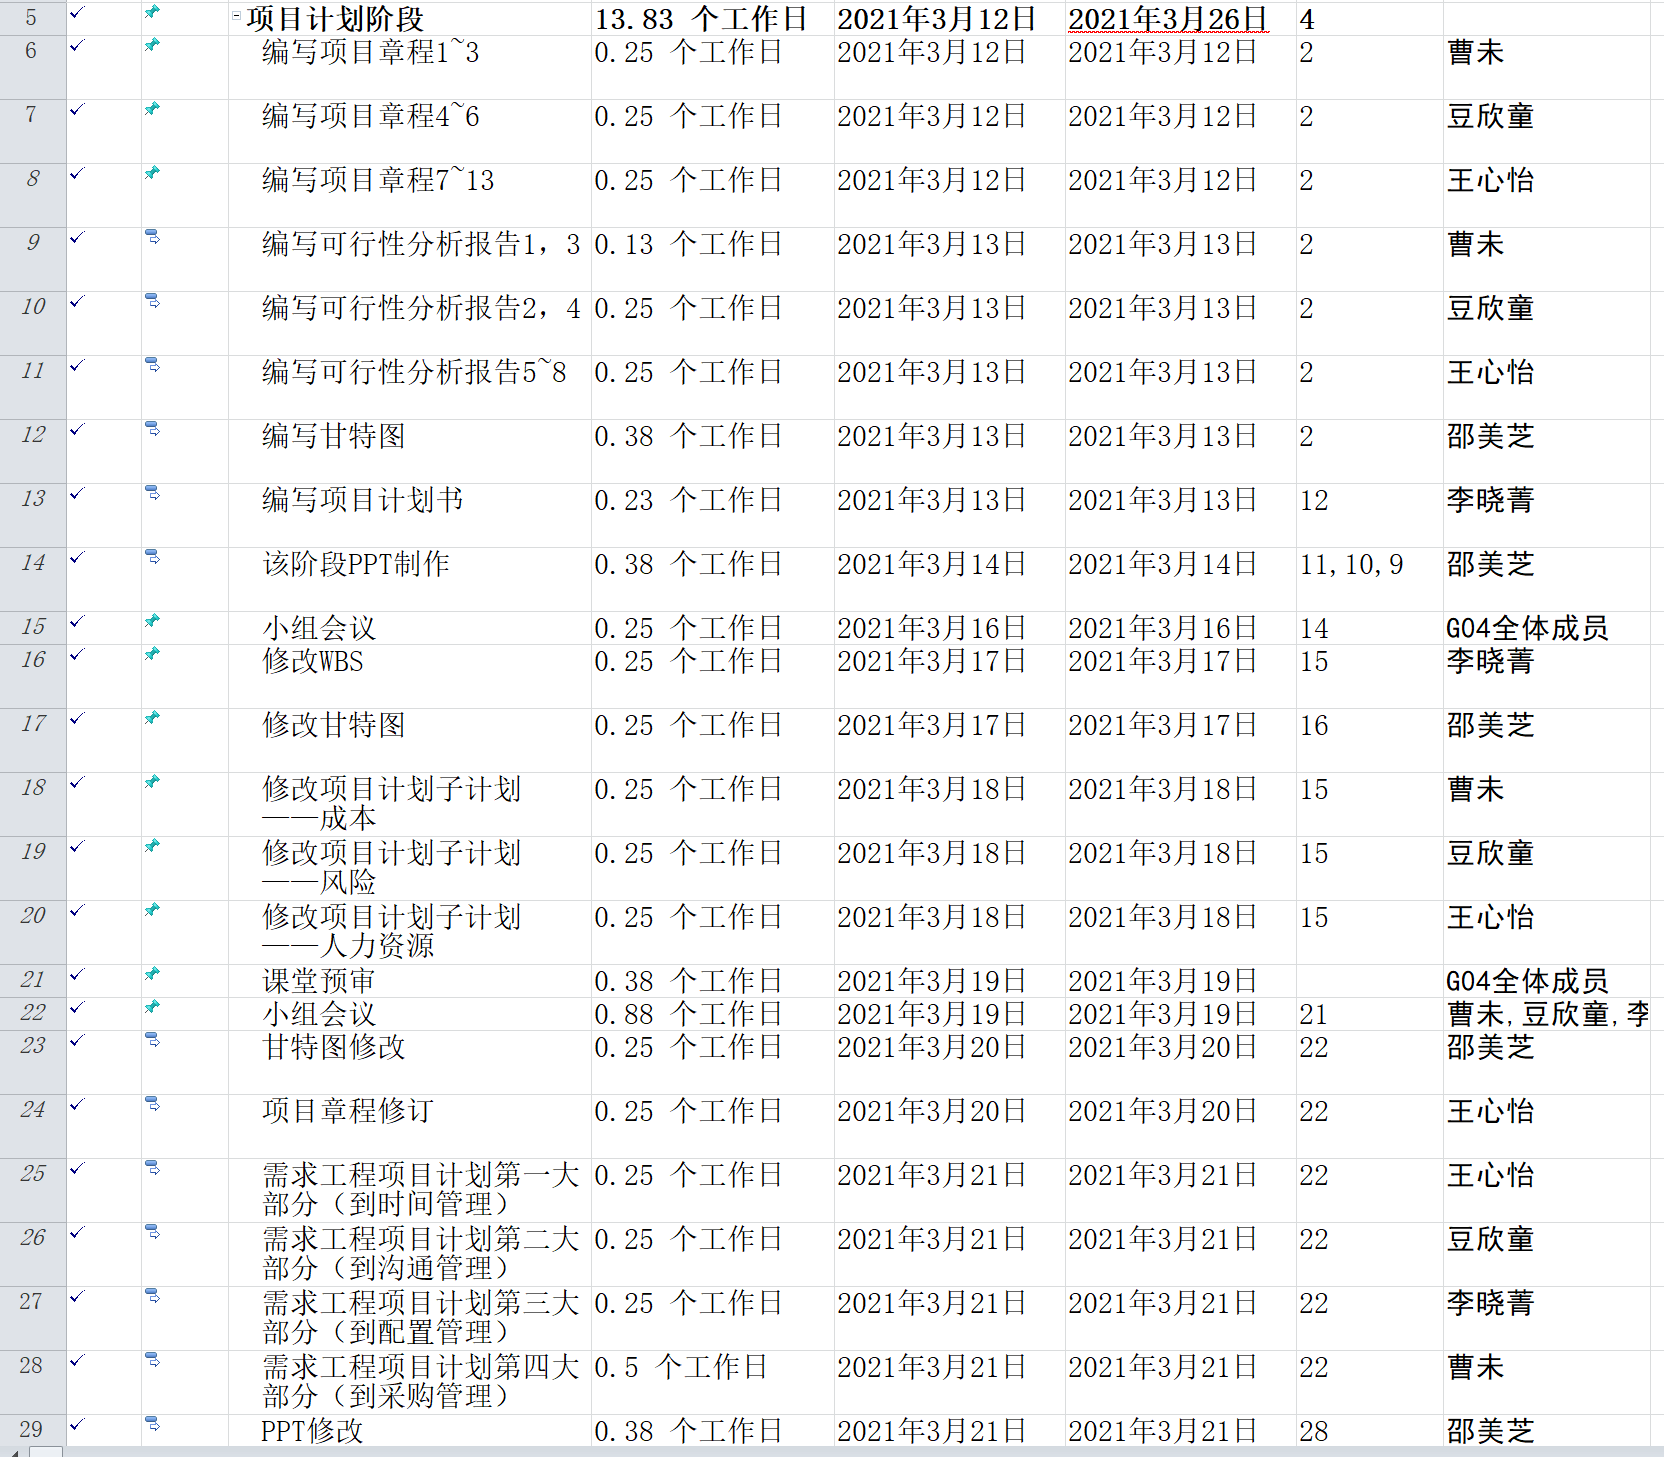 5 项目计划阶段 13.83 个工作日 2021年3月12日 2021年3月26日 4
6 编写项目章程1~3 0.25 个工作日 2021年3月12日 2021年3月12日 2 曹未
7 编写项目章程4~6 0.25 个工作日 2021年3月12日 2021年3月12日 2 豆欣童
8 编写项目章程7~13 0.25 个工作日 2021年3月12日 2021年3月12日 2 王心怡
9 编写可行性分析报告1，3 0.13 个工作日 2021年3月13日 2021年3月13日 2 曹未
10 编写可行性分析报告2，4 0.25 个工作日 2021年3月13日 2021年3月13日 2 豆欣童
11 编写可行性分析报告5~8 0.25 个工作日 2021年3月13日 2021年3月13日 2 王心怡
12 编写甘特图 0.38 个工作日 2021年3月13日 2021年3月13日 2 邵美芝
13 编写项目计划书 0.23 个工作日 2021年3月13日 2021年3月13日 12 李晓菁
14 该阶段PPT制作 0.38 个工作日 2021年3月14日 2021年3月14日 11,10,9 邵美芝
15 小组会议 0.25 个工作日 2021年3月16日 2021年3月16日 14 G04全体成员
16 修改WBS 0.25 个工作日 2021年3月17日 2021年3月17日 15 李晓菁
17 修改甘特图 0.25 个工作日 2021年3月17日 2021年3月17日 16 邵美芝
18 修改项目计划子计划 0.25 个工作日 2021年3月18日 2021年3月18日 15 曹未
——成本
19 修改项目计划子计划 0.25 个工作日 2021年3月18日 2021年3月18日 15 豆欣童
——风险
20 修改项目计划子计划 0.25 个工作日 2021年3月18日 2021年3月18日 15 王心怡
——人力资源
21 课堂预审 0.38 个工作日 2021年3月19日 2021年3月19日 G04全体成员
22 小组会议 0.88 个工作日 2021年3月19日 2021年3月19日 21 曹未,豆欣童,李
23 甘特图修改 0.25 个工作日 2021年3月20日 2021年3月20日 22 邵美芝
24 项目章程修订 0.25 个工作日 2021年3月20日 2021年3月20日 22 王心怡
25 需求工程项目计划第一大 0.25 个工作日 2021年3月21日 2021年3月21日 22 王心怡
部分（到时间管理）
26 需求工程项目计划第二大 0.25 个工作日 2021年3月21日 2021年3月21日 22 豆欣童
部分（到沟通管理）
27 需求工程项目计划第三大 0.25 个工作日 2021年3月21日 2021年3月21日 22 李晓菁
部分（到配置管理）
28 需求工程项目计划第四大 0.5 个工作日 2021年3月21日 2021年3月21日 22 曹未
部分（到采购管理）
29 PPT修改 0.38 个工作日 2021年3月21日 2021年3月21日 28 邵美芝